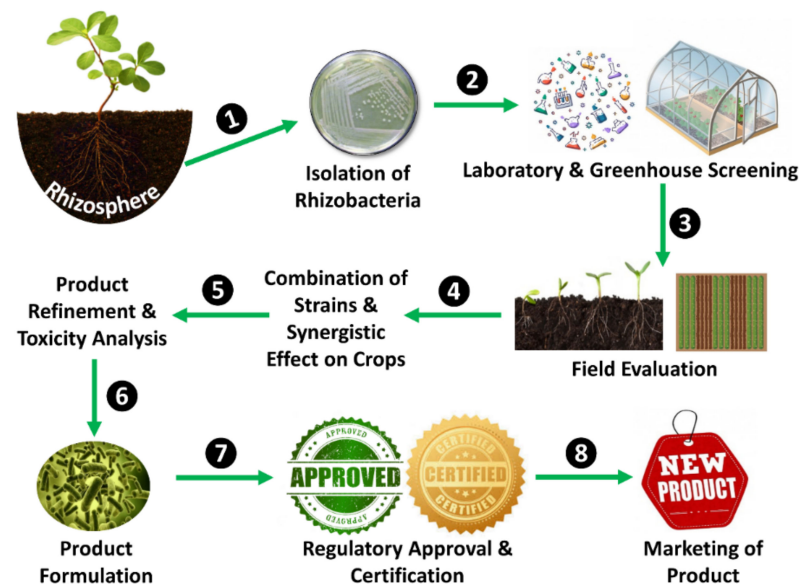 Rhizosphere
1
Isolation of
Rhizobacteria
2
Laboratory & Greenhouse Screening
3
Field Evaluation
4
Combination of
Strains &
Synergistic
Effect on Crops
5
Product
Refinement &
Toxicity Analysis
6
Product
Formulation
7
APPROVED
APPROVED
APPROVED
CERTIFIED
CERTIFIED
CERTIFIED
Regulatory Approval &
Certification
8
NEW
PRODUCT
Marketing of
Product